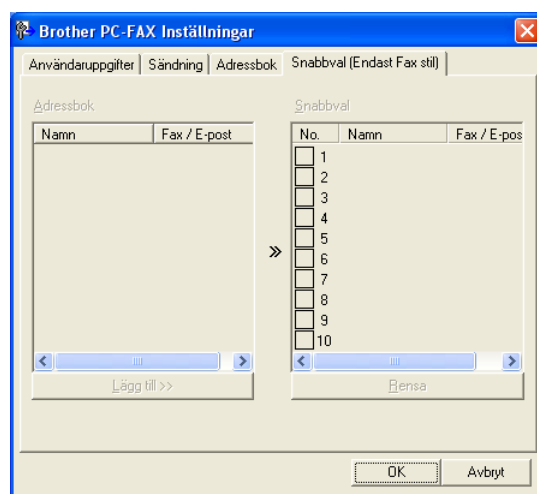 Brother PC-FAX Inställningar
Användaruppgifter Sändning Adressbok Snabbval (Endast Fax stil)
Adressbok Snabbval
Namn Fax / E-post No. Namn Fax / E-pos
1
2
3
4
5
6
7
8
9
10
Lägg till >> Rensa
OK Avbryt